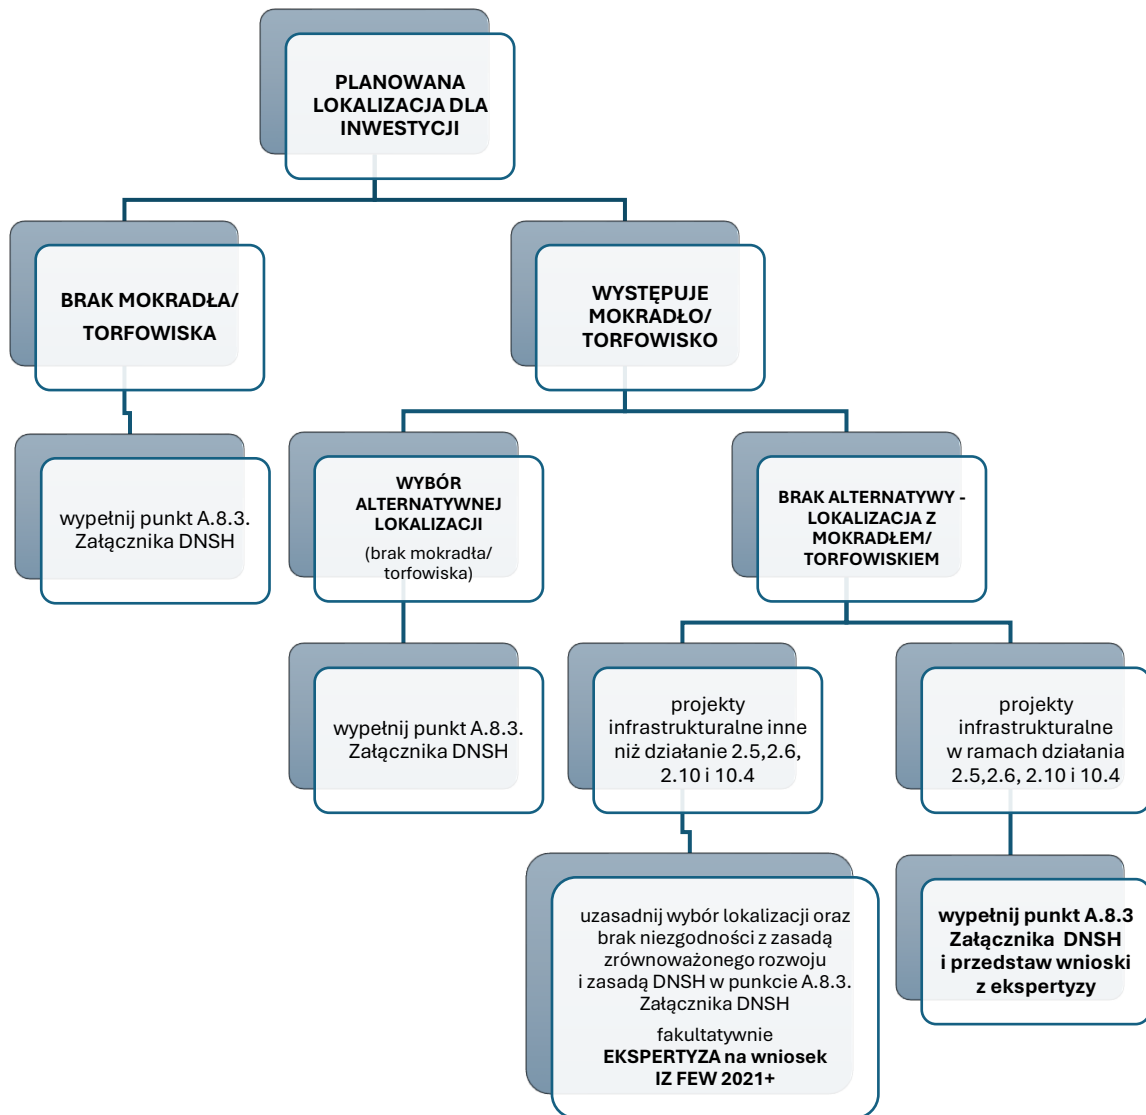 PLANOWANA
LOKALIZACJA DLA
INWESTYCJI
BRAK MOKRADŁA/
TORFOWISKA
WYSTĘPUJE
MOKRADŁO/
TORFOWISKO
wypełnij punkt A.8.3.
Załącznika DNSH
WYBÓR
ALTERNATYWNEJ
LOKALIZACJI
(brak mokradła/
torfowiska)
BRAK ALTERNATYWY -
LOKALIZACJA Z
MOKRADŁEM/
TORFOWISKIEM
wypełnij punkt A.8.3.
Załącznika DNSH
projekty
infrastrukturalne inne
niż działanie 2.5,2.6,
2.10 i 10.4
projekty
infrastrukturalne
w ramach działania
2.5,2.6, 2.10 i 10.4
uzasadnij wybór lokalizacji oraz
brak niezgodności z zasadą
zrównoważonego rozwoju
i zasadą DNSH w punkcie A.8.3.
Załącznika DNSH
fakultatywnie
EKSPERTYZA na wniosek
IZ FEW 2021+
wypełnij punkt A.8.3
Załącznika DNSH
i przedstaw wnioski
z ekspertyzy